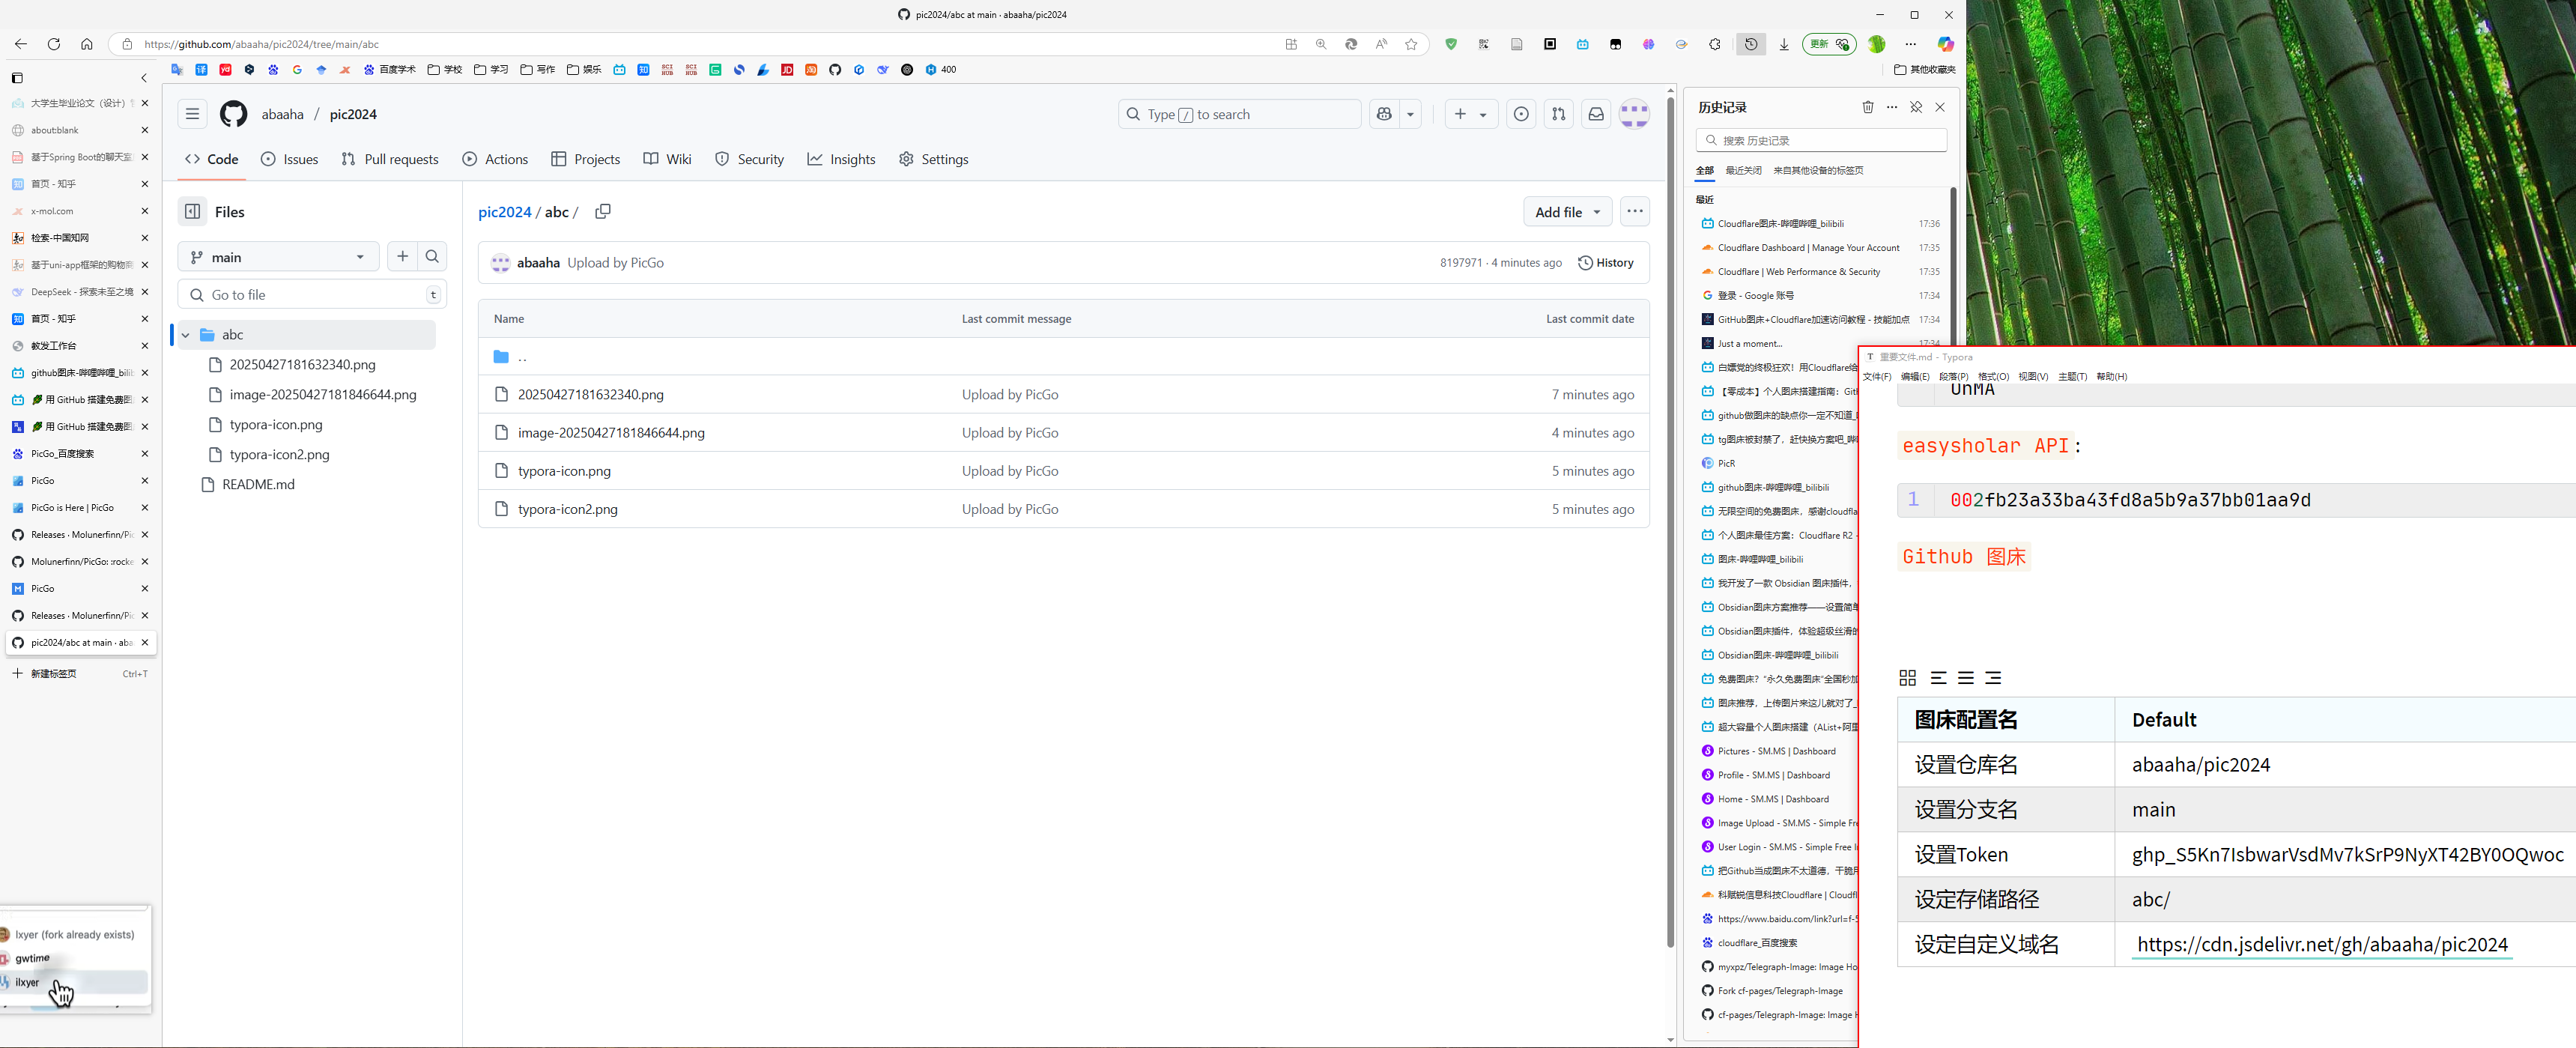 pic2024/abc at main · abaaha/pic2024
https://github.com/abaaha/pic2024/tree/main/abc
更新
百度学术
学校
学习
写作
娱乐
400
其他收藏夹
大学生毕业论文（设计）
about:blank
基于Spring Boot的聊天室
首页 - 知乎
x-mol.com
检索-中国知网
基于uni-app框架的购物商
DeepSeek - 探索未至之境
首页 - 知乎
教发工作台
github图床-哔哩哔哩_bilib
用 GitHub 搭建免费图
用 GitHub 搭建免费图
PicGo_百度搜索
PicGo
PicGo is Here | PicGo
Releases · Molunerfinn/Pic
Molunerfinn/PicGo: :rocke
PicGo
Releases · Molunerfinn/Pic
pic2024/abc at main · aba
新建标签页 Ctrl+T
lxyer (fork already exists)
gwtime
ilxyer
abaaha / pic2024
Type / to search
Code
Issues
Pull requests
Actions
Projects
Wiki
Security
Insights
Settings
Files
main
Go to file t
abc
20250427181632340.png
image-20250427181846644.png
typora-icon.png
typora-icon2.png
README.md
pic2024 / abc /
Add file
abaaha Upload by PicGo
8197971 · 4 minutes ago History
Name Last commit message Last commit date
..
20250427181632340.png Upload by PicGo 7 minutes ago
image-20250427181846644.png Upload by PicGo 4 minutes ago
typora-icon.png Upload by PicGo 5 minutes ago
typora-icon2.png Upload by PicGo 5 minutes ago
历史记录
搜索 历史记录
全部 最近关闭 来自其他设备的标签页
最近
Cloudflare图床-哔哩哔哩_bilibili 17:36
Cloudflare Dashboard | Manage Your Account 17:35
Cloudflare | Web Performance & Security 17:35
登录 - Google 账号 17:34
GitHub图床+Cloudflare加速访问教程 - 技能加点 17:34
Just a moment... 17:34
白嫖党的终极狂欢！用Cloudflare给
【零成本】个人图床搭建指南：Gitl
github做图床的缺点你一定不知道_
tg图床被封禁了，赶快换方案吧_哔
PicR
github图床-哔哩哔哩_bilibili
无限空间的免费图床，感谢cloudfla
个人图床最佳方案：Cloudflare R2
图床-哔哩哔哩_bilibili
我开发了一款 Obsidian 图床插件，
Obsidian图床方案推荐——设置简单
Obsidian图床插件，体验超级丝滑的
Obsidian图床-哔哩哔哩_bilibili
免费图床？“永久免费图床”全国秒加
图床推荐，上传图片来这儿就对了_
超大容量个人图床搭建（AList+阿里
Pictures - SM.MS | Dashboard
Profile - SM.MS | Dashboard
Home - SM.MS | Dashboard
Image Upload - SM.MS - Simple Fre
User Login - SM.MS - Simple Free I
把Github当成图床不太道德，干脆用
科赋锐信息科技Cloudflare | Cloudfl
https://www.baidu.com/link?url=f-5
cloudflare_百度搜索
myxpz/Telegraph-Image: Image Ho
Fork cf-pages/Telegraph-Image
cf-pages/Telegraph-Image: Image H
重要文件.md - Typora
文件(F) 编辑(E) 段落(P) 格式(O) 视图(V) 主题(T) 帮助(H)
UnMA
easysholar API:
1 002fb23a33ba43fd8a5b9a37bb01aa9d
Github 图床
图床配置名 Default
设置仓库名 abaaha/pic2024
设置分支名 main
设置Token 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
设定存储路径 abc/
设定自定义域名 https://cdn.jsdelivr.net/gh/abaaha/pic2024